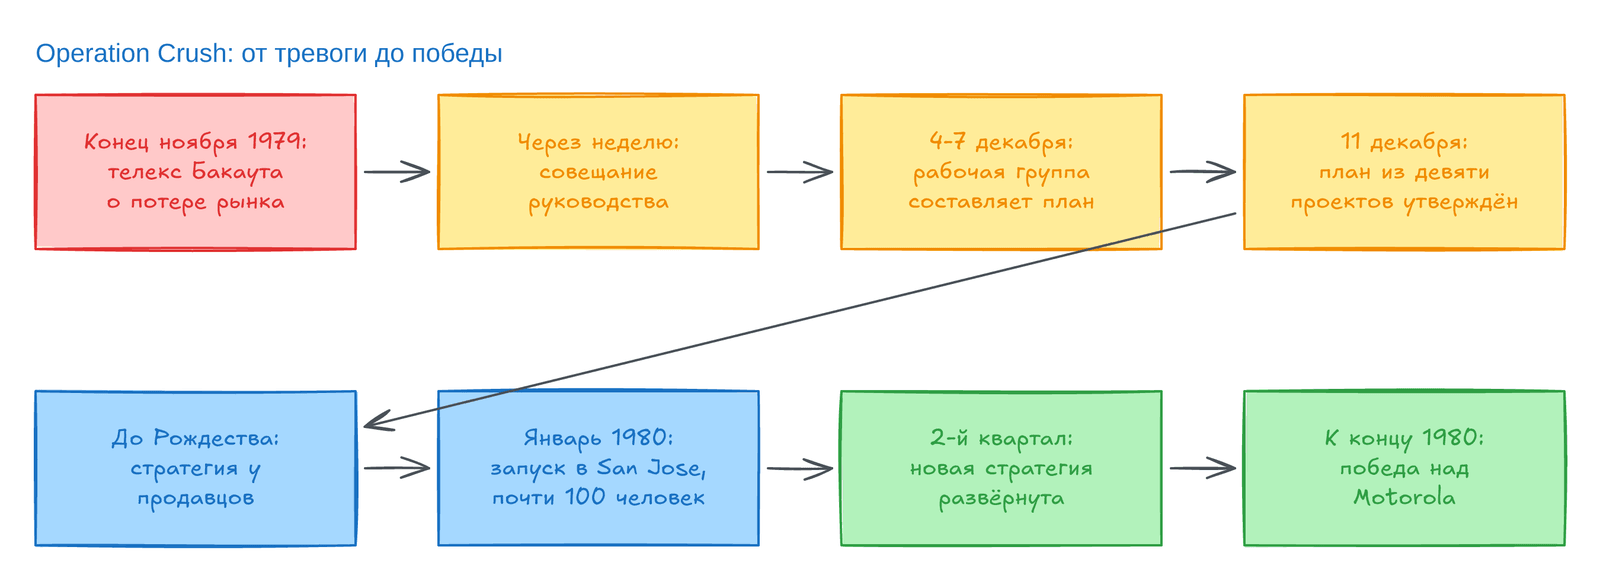 Operation Crush: от тревоги до победы
Конец ноября 1979:
телекс Бакаута
о потере рынка
Через неделю:
совещание
руководства
4-7 декабря:
рабочая группа
составляет план
11 декабря:
план из девяти
проектов утверждён
До Рождества:
стратегия у
продавцов
Январь 1980:
запуск в San Jose,
почти 100 человек
2-й квартал:
новая стратегия
развёрнута
К концу 1980:
победа над
Motorola